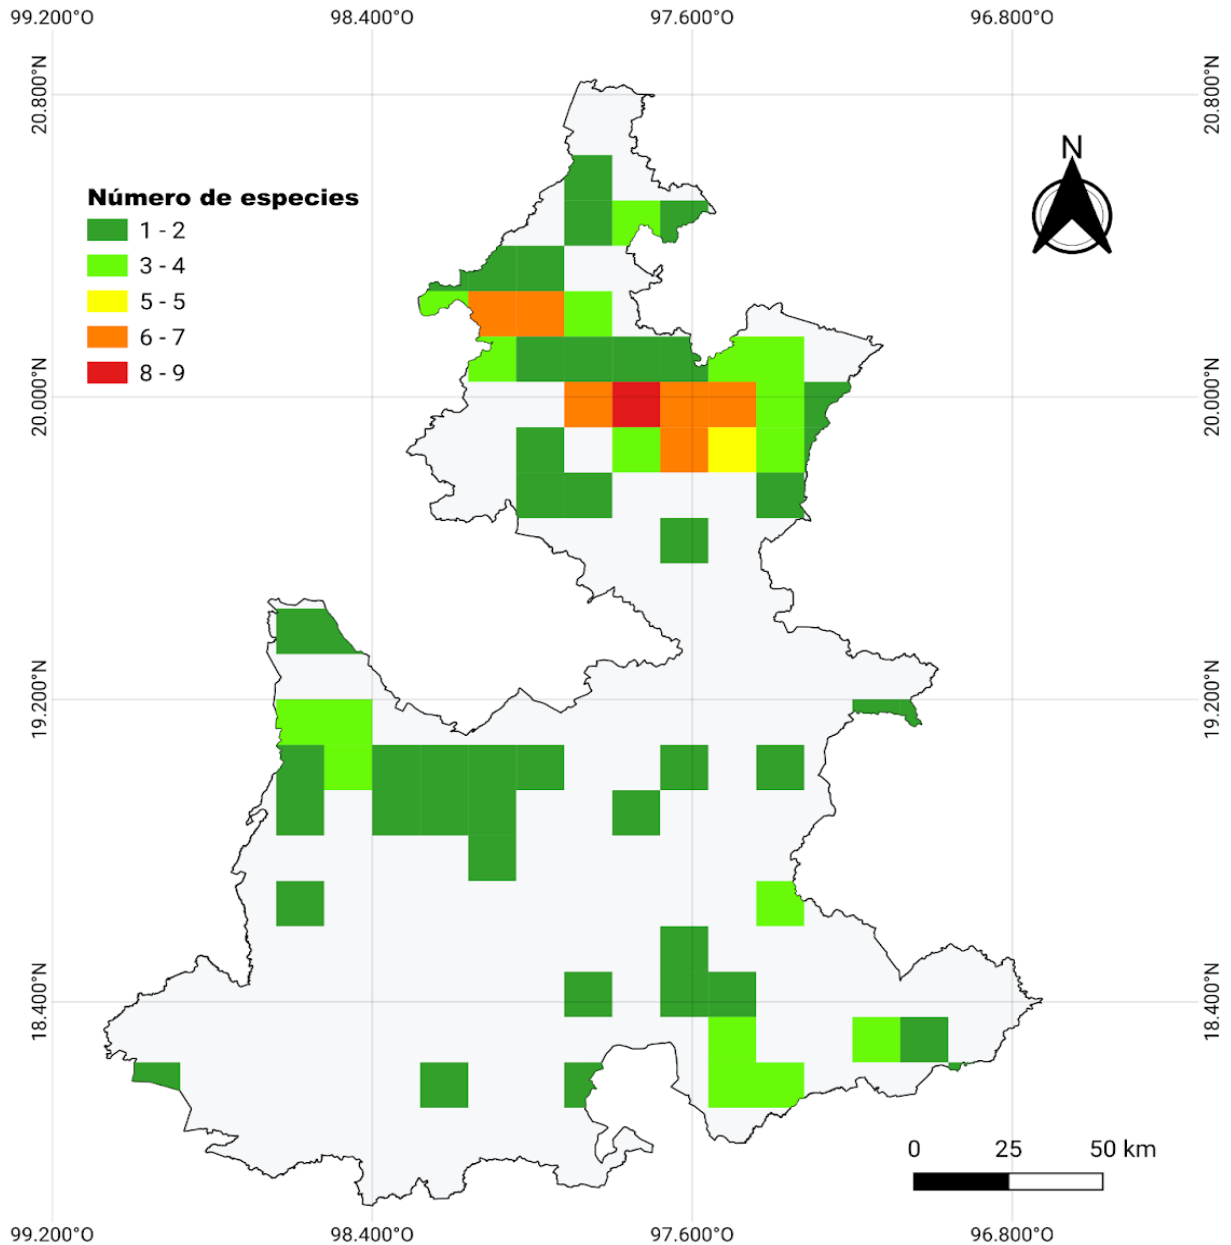 99.200°O 98.400°O 97.600°O 96.800°O
20.800°N 20.800°N
N
Número de especies
1 - 2
3 - 4
5 - 5
6 - 7
8 - 9
20.000°N 20.000°N
19.200°N 19.200°N
18.400°N 18.400°N
0 25 50 km
99.200°O 98.400°O 97.600°O 96.800°O